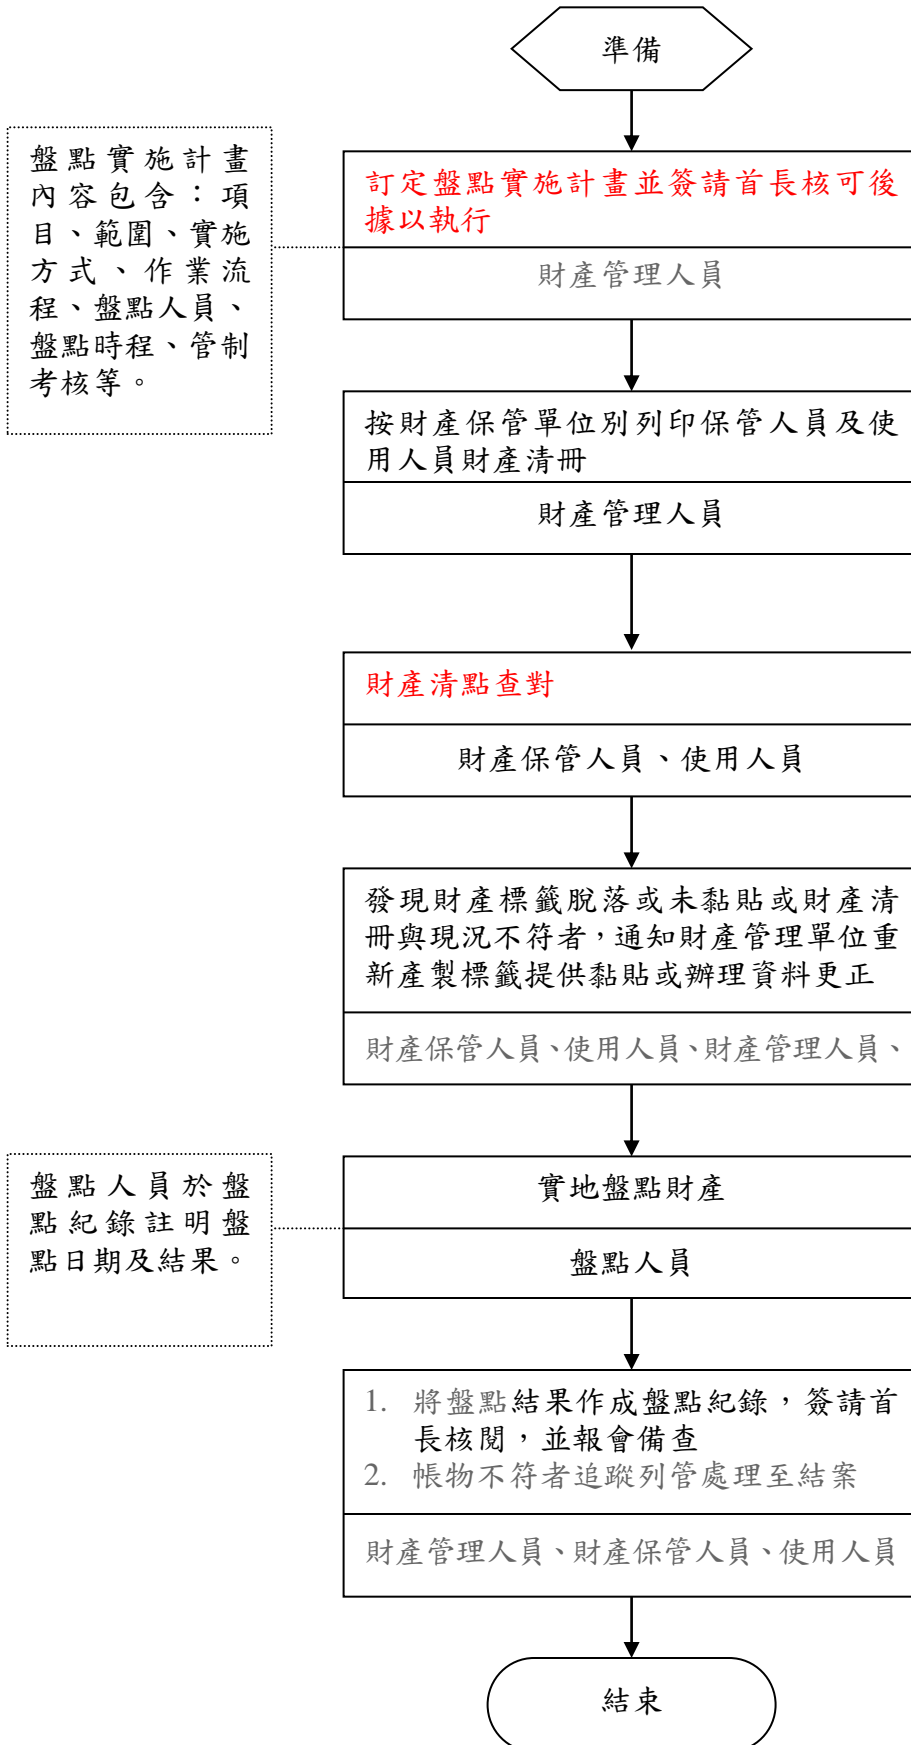 準備
盤點實施計畫
內容包含：項
目、範圍、實施
方式、作業流
程、盤點人員、
盤點時程、管制
考核等。
訂定盤點實施計畫並簽請首長核可後
據以執行
財產管理人員
按財產保管單位別列印保管人員及使
用人員財產清冊
財產管理人員
財產清點查對
財產保管人員、使用人員
發現財產標籤脫落或未黏貼或財產清
冊與現況不符者，通知財產管理單位重
新產製標籤提供黏貼或辦理資料更正
財產保管人員、使用人員、財產管理人員、
盤點人員於盤
點紀錄註明盤
點日期及結果。
實地盤點財產
盤點人員
1. 將盤點結果作成盤點紀錄，簽請首
長核閱，並報會備查
2. 帳物不符者追蹤列管處理至結案
財產管理人員、財產保管人員、使用人員
結束